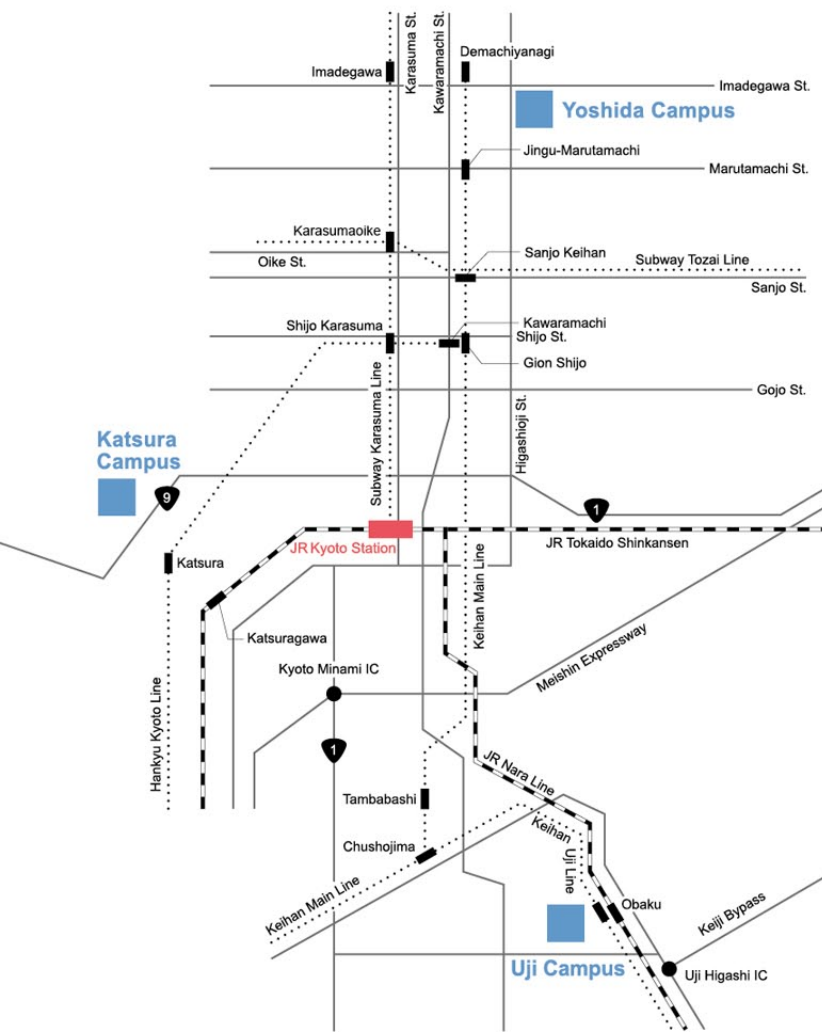 Karasuma St.
Kawaramachi St.
Demachiyanagi
Imadegawa
Imadegawa St.
Yoshida Campus
Jingu-Marutamachi
Marutamachi St.
Karasumaoike
Oike St.
Sanjo Keihan
Subway Tozai Line
Sanjo St.
Shijo Karasuma
Kawaramachi
Shijo St.
Gion Shijo
Subway Karasuma Line
Gojo St.
Higashioji St.
Katsura
Campus
9
1
JR Kyoto Station
JR Tokaido Shinkansen
Katsura
Keihan Main Line
Katsuragawa
Meishin Expressway
Kyoto Minami IC
Hankyu Kyoto Line
1
JR Nara Line
Tambabashi
Keihan
Uji Line
Chushojima
Keihan Main Line
Obaku
Keiji Bypass
Uji Campus
Uji Higashi IC